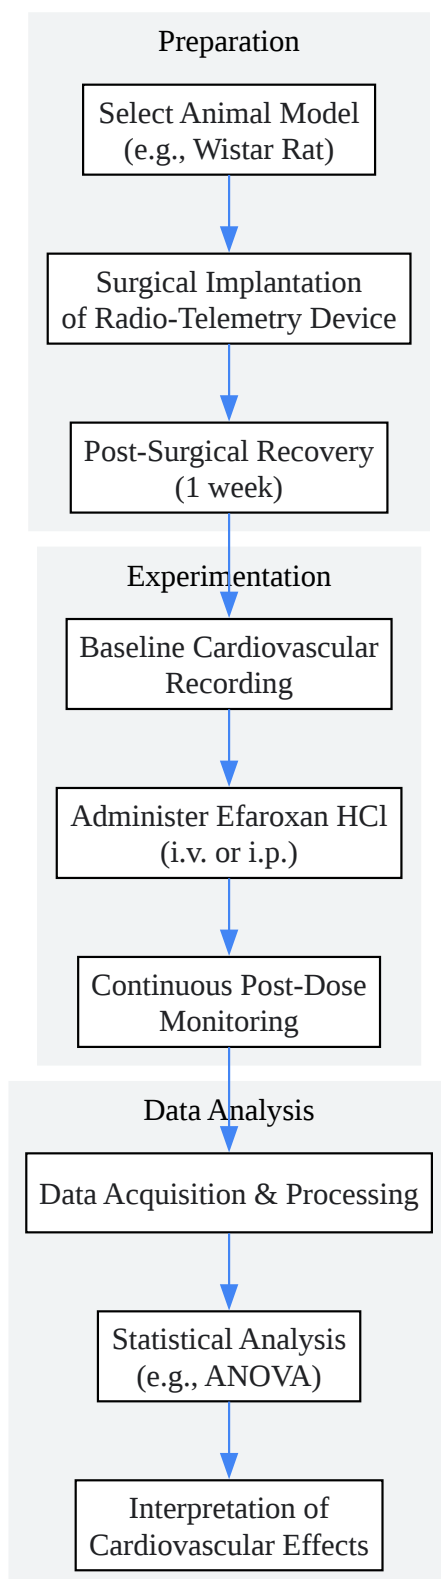 Preparation
Select Animal Model
(e.g., Wistar Rat)
Surgical Implantation
of Radio-Telemetry Device
Post-Surgical Recovery
(1 week)
Experimentation
Baseline Cardiovascular
Recording
Administer Efaroxan HCl
(i.v. or i.p.)
Continuous Post-Dose
Monitoring
Data Analysis
Data Acquisition & Processing
Statistical Analysis
(e.g., ANOVA)
Interpretation of
Cardiovascular Effects